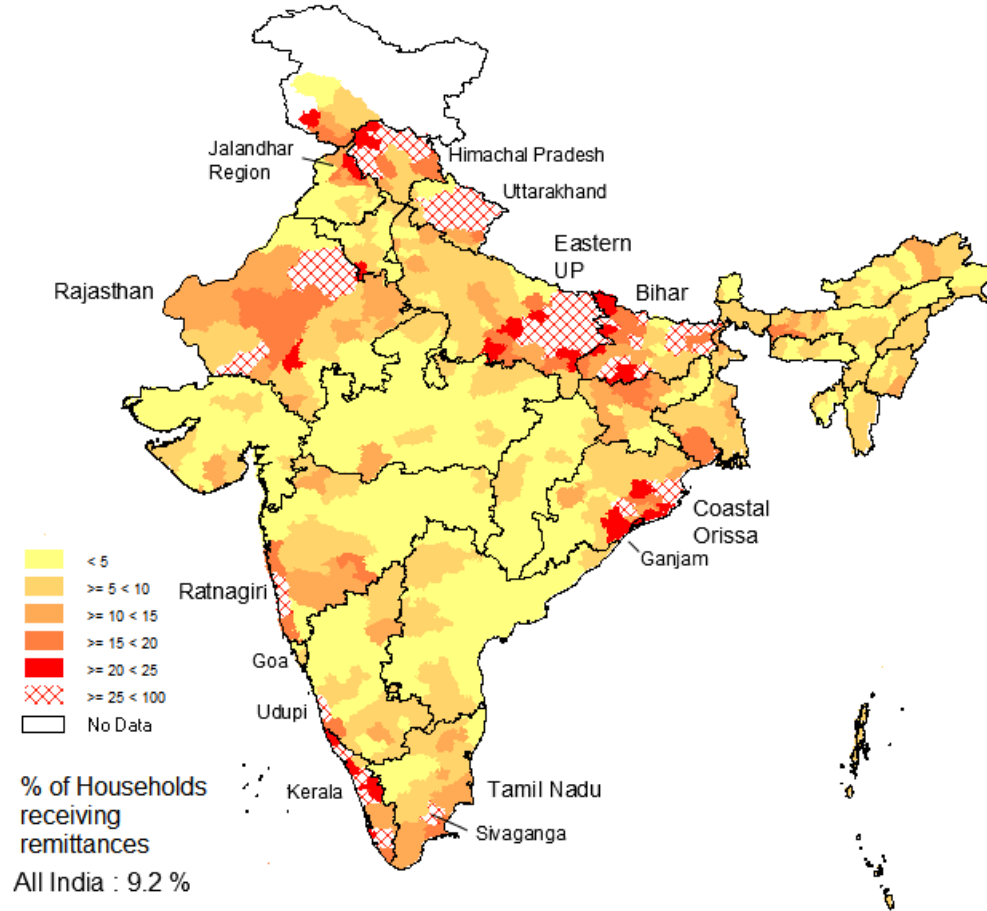 Jalandhar
Region
Himachal Pradesh
Uttarakhand
Eastern
UP
Bihar
Rajasthan
Coastal
Orissa
Ganjam
Ratnagiri
Goa
Udupi
Kerala
Tamil Nadu
Sivaganga
< 5
>= 5 < 10
>= 10 < 15
>= 15 < 20
>= 20 < 25
>= 25 < 100
No Data
% of Households
receiving
remittances
All India : 9.2 %